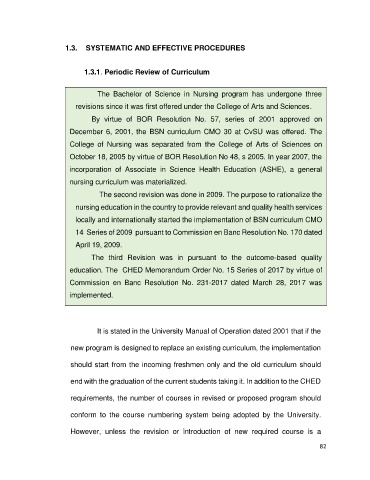 1.3. SYSTEMATIC AND EFFECTIVE PROCEDURES
1.3.1. Periodic Review of Curriculum
The Bachelor of Science in Nursing program has undergone three
revisions since it was first offered under the College of Arts and Sciences.
By virtue of BOR Resolution No. 57, series of 2001 approved on
December 6, 2001, the BSN curriculum CMO 30 at CvSU was offered. The
College of Nursing was separated from the College of Arts of Sciences on
October 18, 2005 by virtue of BOR Resolution No 48, s 2005. In year 2007, the
incorporation of Associate in Science Health Education (ASHE), a general
nursing curriculum was materialized.
The second revision was done in 2009. The purpose to rationalize the
nursing education in the country to provide relevant and quality health services
locally and internationally started the implementation of BSN curriculum CMO
14 Series of 2009 pursuant to Commission en Banc Resolution No. 170 dated
April 19, 2009.
The third Revision was in pursuant to the outcome-based quality
education. The CHED Memorandum Order No. 15 Series of 2017 by virtue of
Commission en Banc Resolution No. 231-2017 dated March 28, 2017 was
implemented.
It is stated in the University Manual of Operation dated 2001 that if the
new program is designed to replace an existing curriculum, the implementation
should start from the incoming freshmen only and the old curriculum should
end with the graduation of the current students taking it. In addition to the CHED
requirements, the number of courses in revised or proposed program should
conform to the course numbering system being adopted by the University.
However, unless the revision or Introduction of new required course is a
82